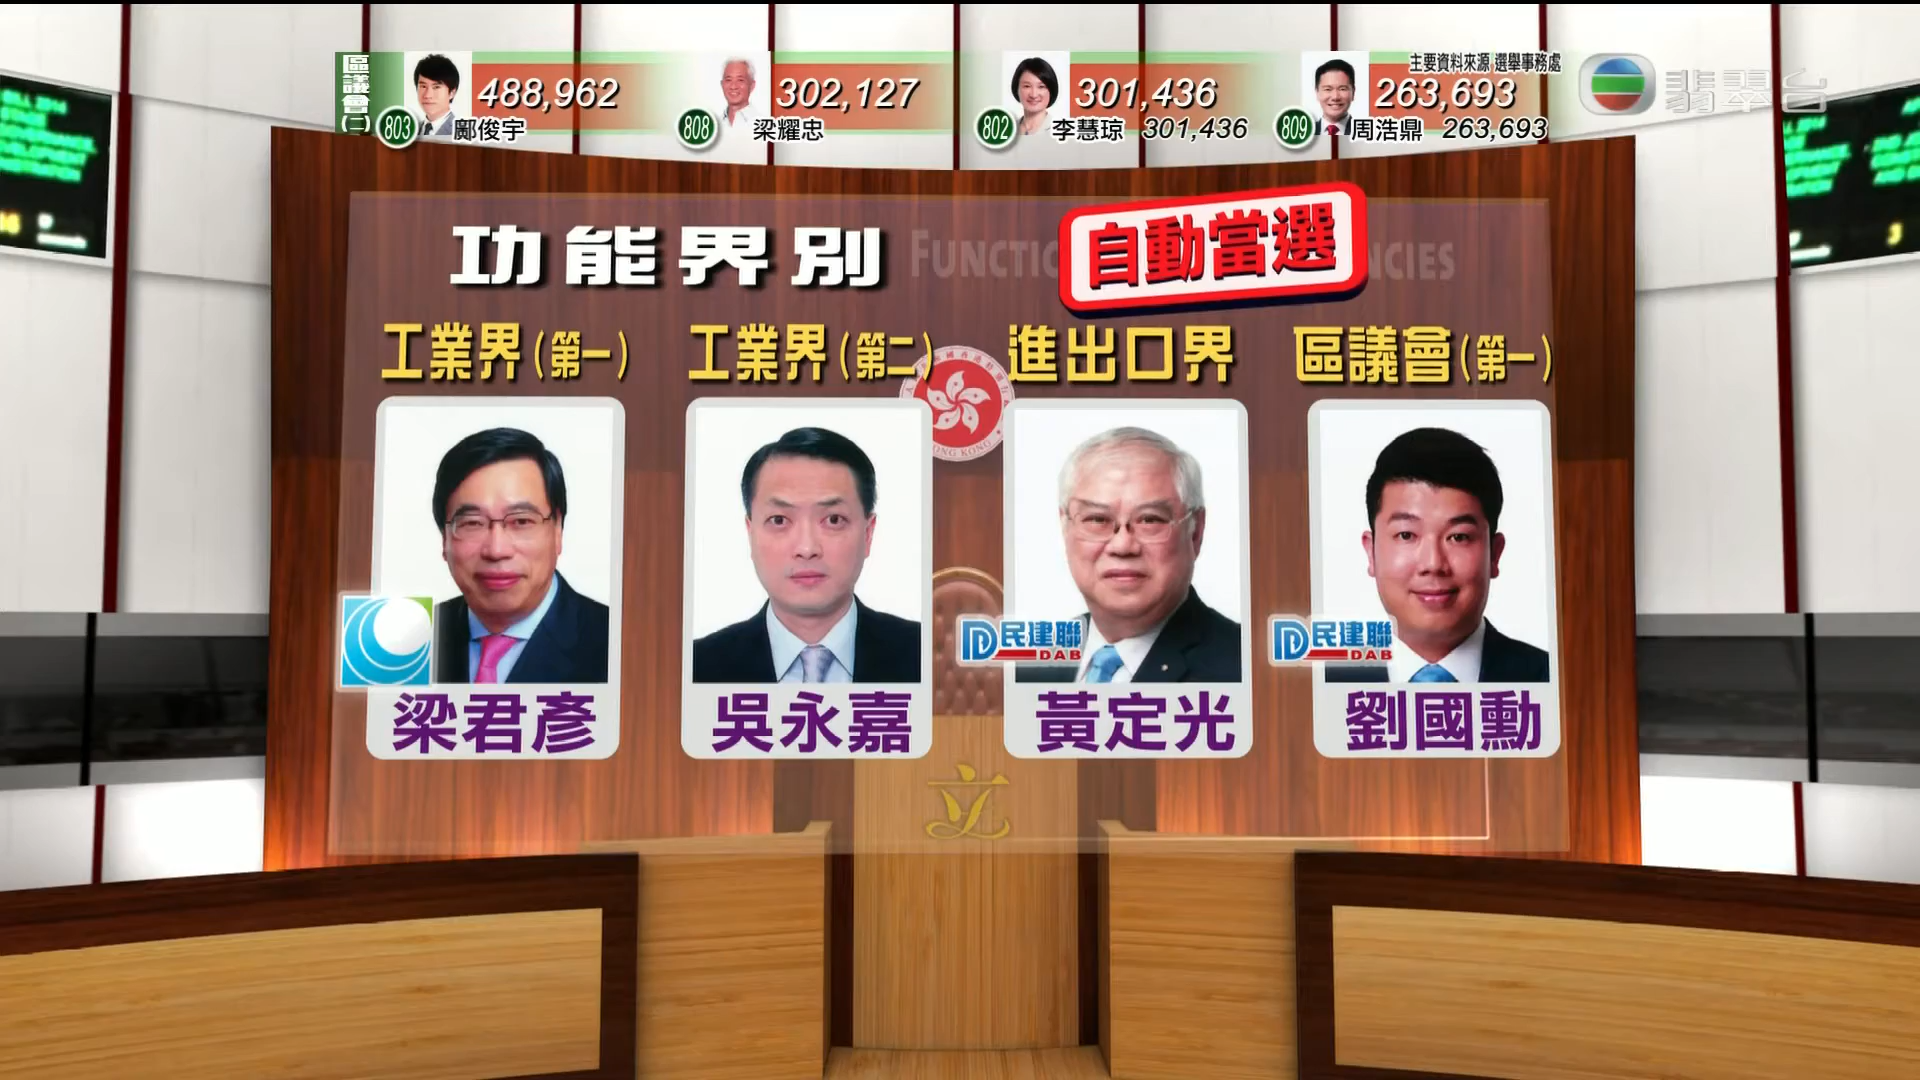 區議會(二)
主要資料來源 選舉事務處
翡翠台
488,962
302,127
301,436
263,693
803 鄺俊宇
808 梁耀忠
802 李慧琼 301,436
809 周浩鼎 263,693
功能界別
自動當選
工業界(第一)
工業界(第二)
進出口界
區議會(第一)
民建聯
DAB
民建聯
DAB
梁君彥
吳永嘉
黃定光
劉國勳